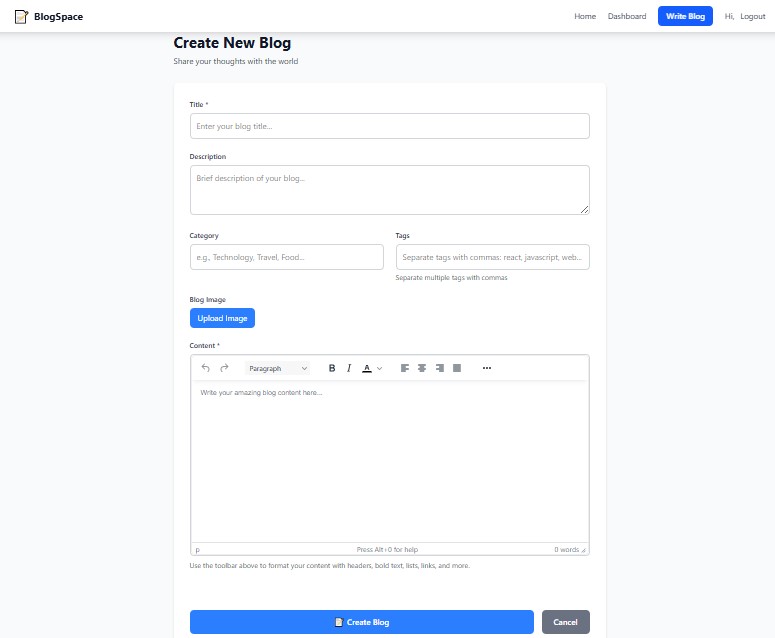 BlogSpace
Home Dashboard Write Blog Hi, Logout
Create New Blog
Share your thoughts with the world
Title *
Enter your blog title...
Description
Brief description of your blog...
Category Tags
e.g., Technology, Travel, Food... Separate tags with commas: react, javascript, web...
Separate multiple tags with commas
Blog Image
Upload Image
Content *
Paragraph B I A
Write your amazing blog content here...
p Press Alt+0 for help 0 words
Use the toolbar above to format your content with headers, bold text, lists, links, and more.
Create Blog Cancel